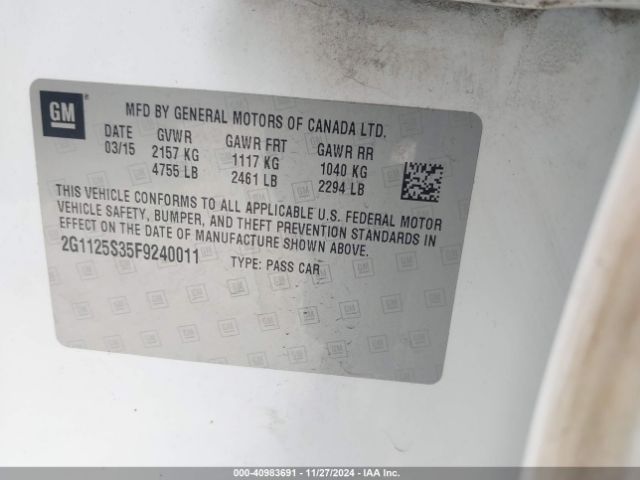 GM ®
MFD BY GENERAL MOTORS OF CANADA LTD.
DATE GVWR GAWR FRT GAWR RR
03/15 2157 KG 1117 KG 1040 KG
4755 LB 2461 LB 2294 LB
THIS VEHICLE CONFORMS TO ALL APPLICABLE U.S. FEDERAL MOTOR
VEHICLE SAFETY, BUMPER, AND THEFT PREVENTION STANDARDS IN
EFFECT ON THE DATE OF MANUFACTURE SHOWN ABOVE.
2G1125S35F9240011 TYPE: PASS CAR
000-40983691 - 11/27/2024 - IAA Inc.